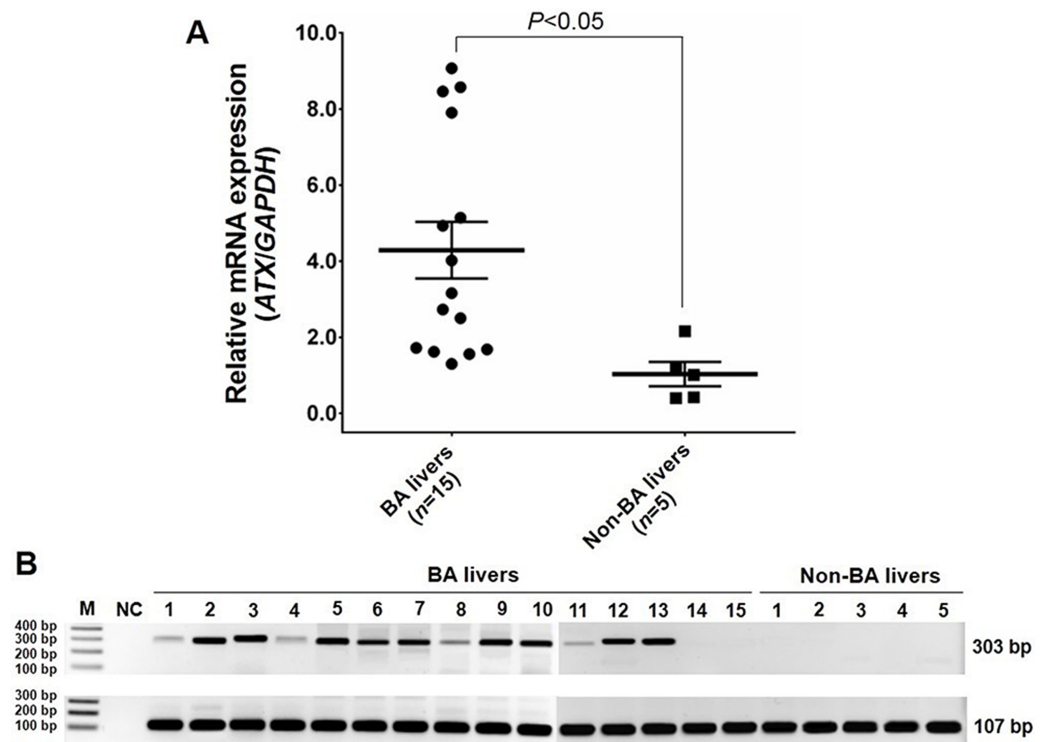 A
P<0.05
Relative mRNA expression
(ATX/GAPDH)
10.0
8.0
6.0
4.0
2.0
0.0
BA livers
(n=15)
Non-BA livers
(n=5)
B
BA livers
Non-BA livers
M NC 1 2 3 4 5 6 7 8 9 10 11 12 13 14 15 1 2 3 4 5
400 bp
300 bp
200 bp
100 bp
303 bp
300 bp
200 bp
100 bp
107 bp